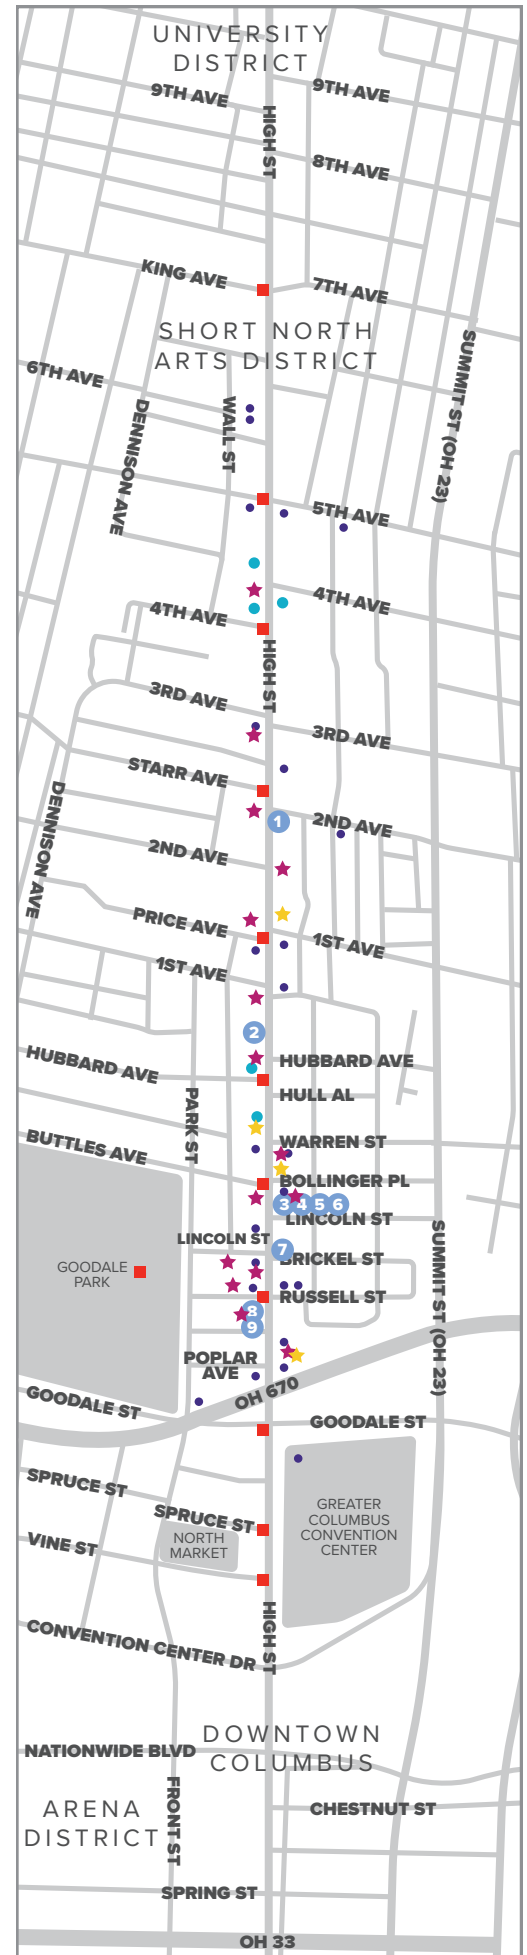 UNIVERSITY
DISTRICT
9TH AVE
9TH AVE
HIGH ST
8TH AVE
KING AVE
7TH AVE
SHORT NORTH
ARTS DISTRICT
6TH AVE
SUMMIT ST (OH 23)
WALL ST
DENNISON AVE
5TH AVE
4TH AVE
4TH AVE
HIGH ST
3RD AVE
3RD AVE
STARR AVE
DENNISON AVE
1
2ND AVE
2ND AVE
PRICE AVE
1ST AVE
1ST AVE
2
HUBBARD AVE
HUBBARD AVE
HULL AL
PARK ST
BUTTLES AVE
WARREN ST
BOLLINGER PL
3 4 5 6
LINCOLN ST
LINCOLN ST
7
BRICKEL ST
SUMMIT ST (OH 23)
GOODALE
PARK
RUSSELL ST
8
9
POPLAR
AVE
OH 670
GOODALE ST
GOODALE ST
SPRUCE ST
SPRUCE ST
GREATER
COLUMBUS
CONVENTION
CENTER
VINE ST
NORTH
MARKET
HIGH ST
CONVENTION CENTER DR
DOWNTOWN
COLUMBUS
NATIONWIDE BLVD
FRONT ST
ARENA
DISTRICT
CHESTNUT ST
SPRING ST
OH 33